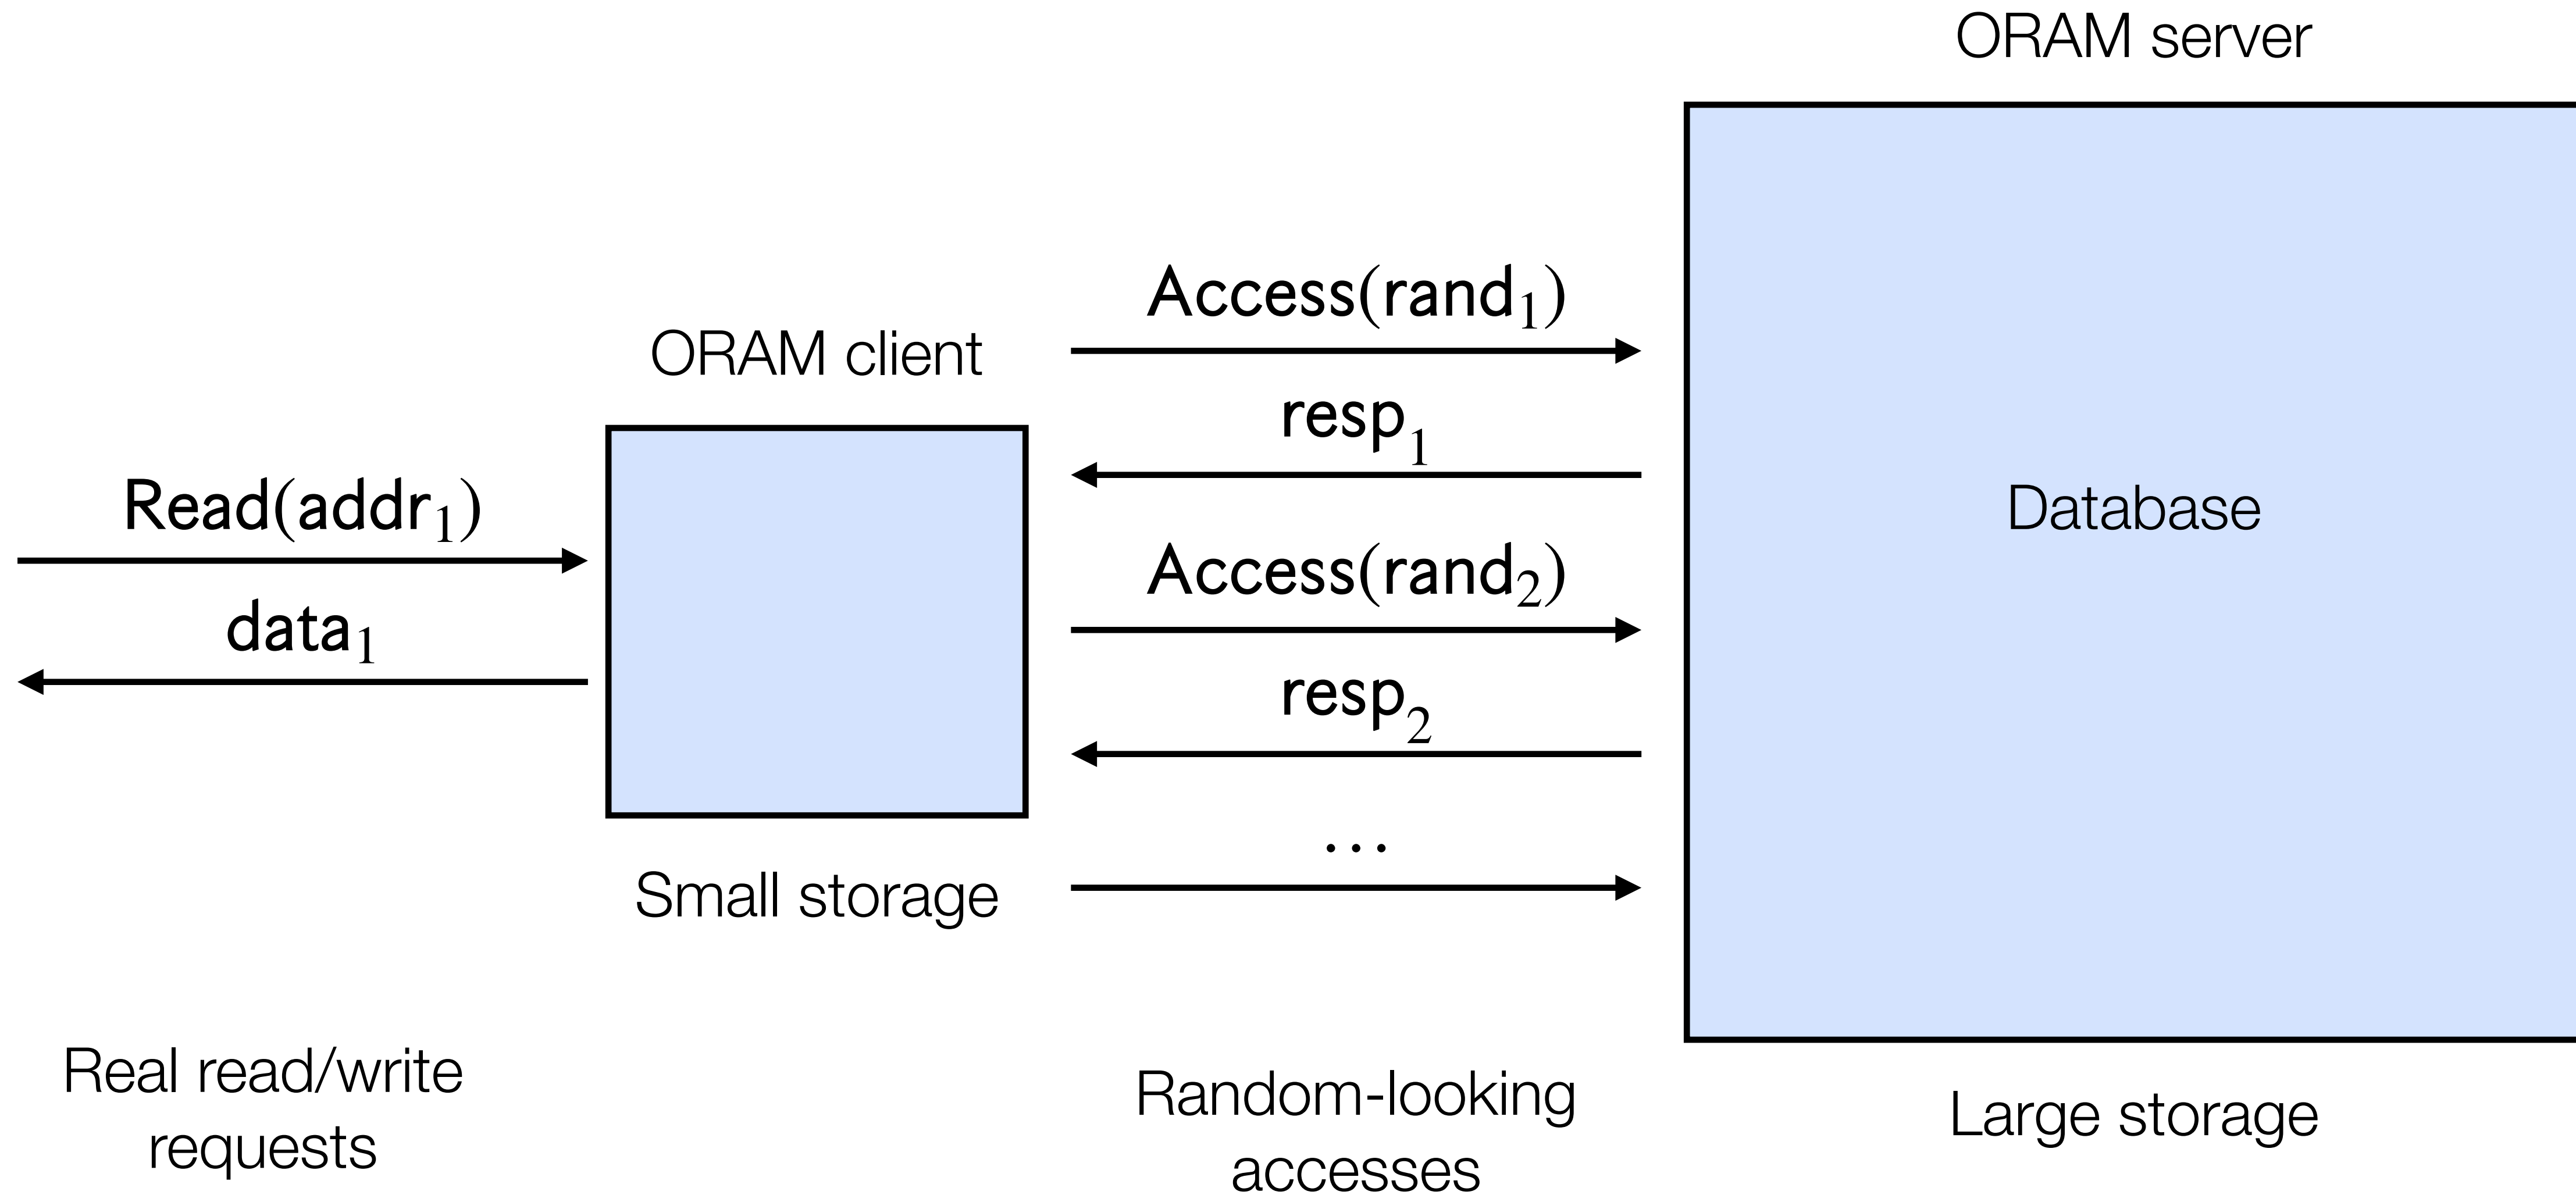 ORAM server
Access(rand₁)
ORAM client
resp₁
Read(addr₁)
Database
Access(rand₂)
data₁
resp₂
...
Small storage
Real read/write
requests
Random-looking
accesses
Large storage